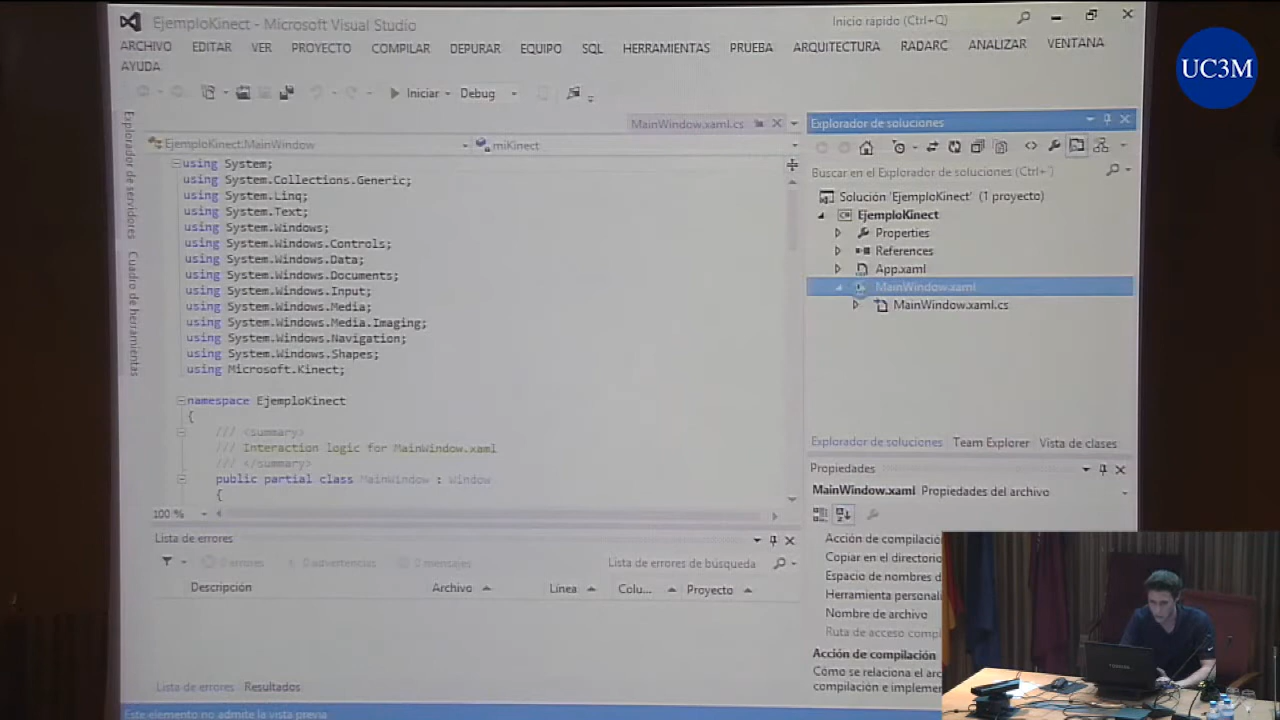 EjemploKinect - Microsoft Visual Studio
Inicio rápido (Ctrl+Q)
UC3M
ARCHIVO EDITAR VER PROYECTO COMPILAR DEPURAR EQUIPO SQL HERRAMIENTAS PRUEBA ARQUITECTURA RADARC ANALIZAR VENTANA
AYUDA
Iniciar Debug
Explorador de servidores
Cuadro de herramientas
MainWindow.xaml.cs
EjemploKinect.MainWindow
miKinect
using System;
using System.Collections.Generic;
using System.Linq;
using System.Text;
using System.Windows;
using System.Windows.Controls;
using System.Windows.Data;
using System.Windows.Documents;
using System.Windows.Input;
using System.Windows.Media;
using System.Windows.Media.Imaging;
using System.Windows.Navigation;
using System.Windows.Shapes;
using Microsoft.Kinect;
namespace EjemploKinect
{
/// <summary>
/// Interaction logic for MainWindow.xaml
/// </summary>
public partial class MainWindow : Window
{
100 %
Lista de errores
0 errores 0 advertencias 0 mensajes
Lista de errores de búsqueda
Descripción Archivo Línea Colu... Proyecto
Lista de errores Resultados
Este elemento no admite la vista previa
Explorador de soluciones
Buscar en el Explorador de soluciones (Ctrl+')
Solución 'EjemploKinect' (1 proyecto)
EjemploKinect
Properties
References
App.xaml
MainWindow.xaml
MainWindow.xaml.cs
Explorador de soluciones Team Explorer Vista de clases
Propiedades
MainWindow.xaml Propiedades del archivo
Acción de compilació
Copiar en el directorio
Espacio de nombres d
Herramienta personali
Nombre de archivo
Ruta de acceso compl
Acción de compilación
Cómo se relaciona el arc
compilación e implemen